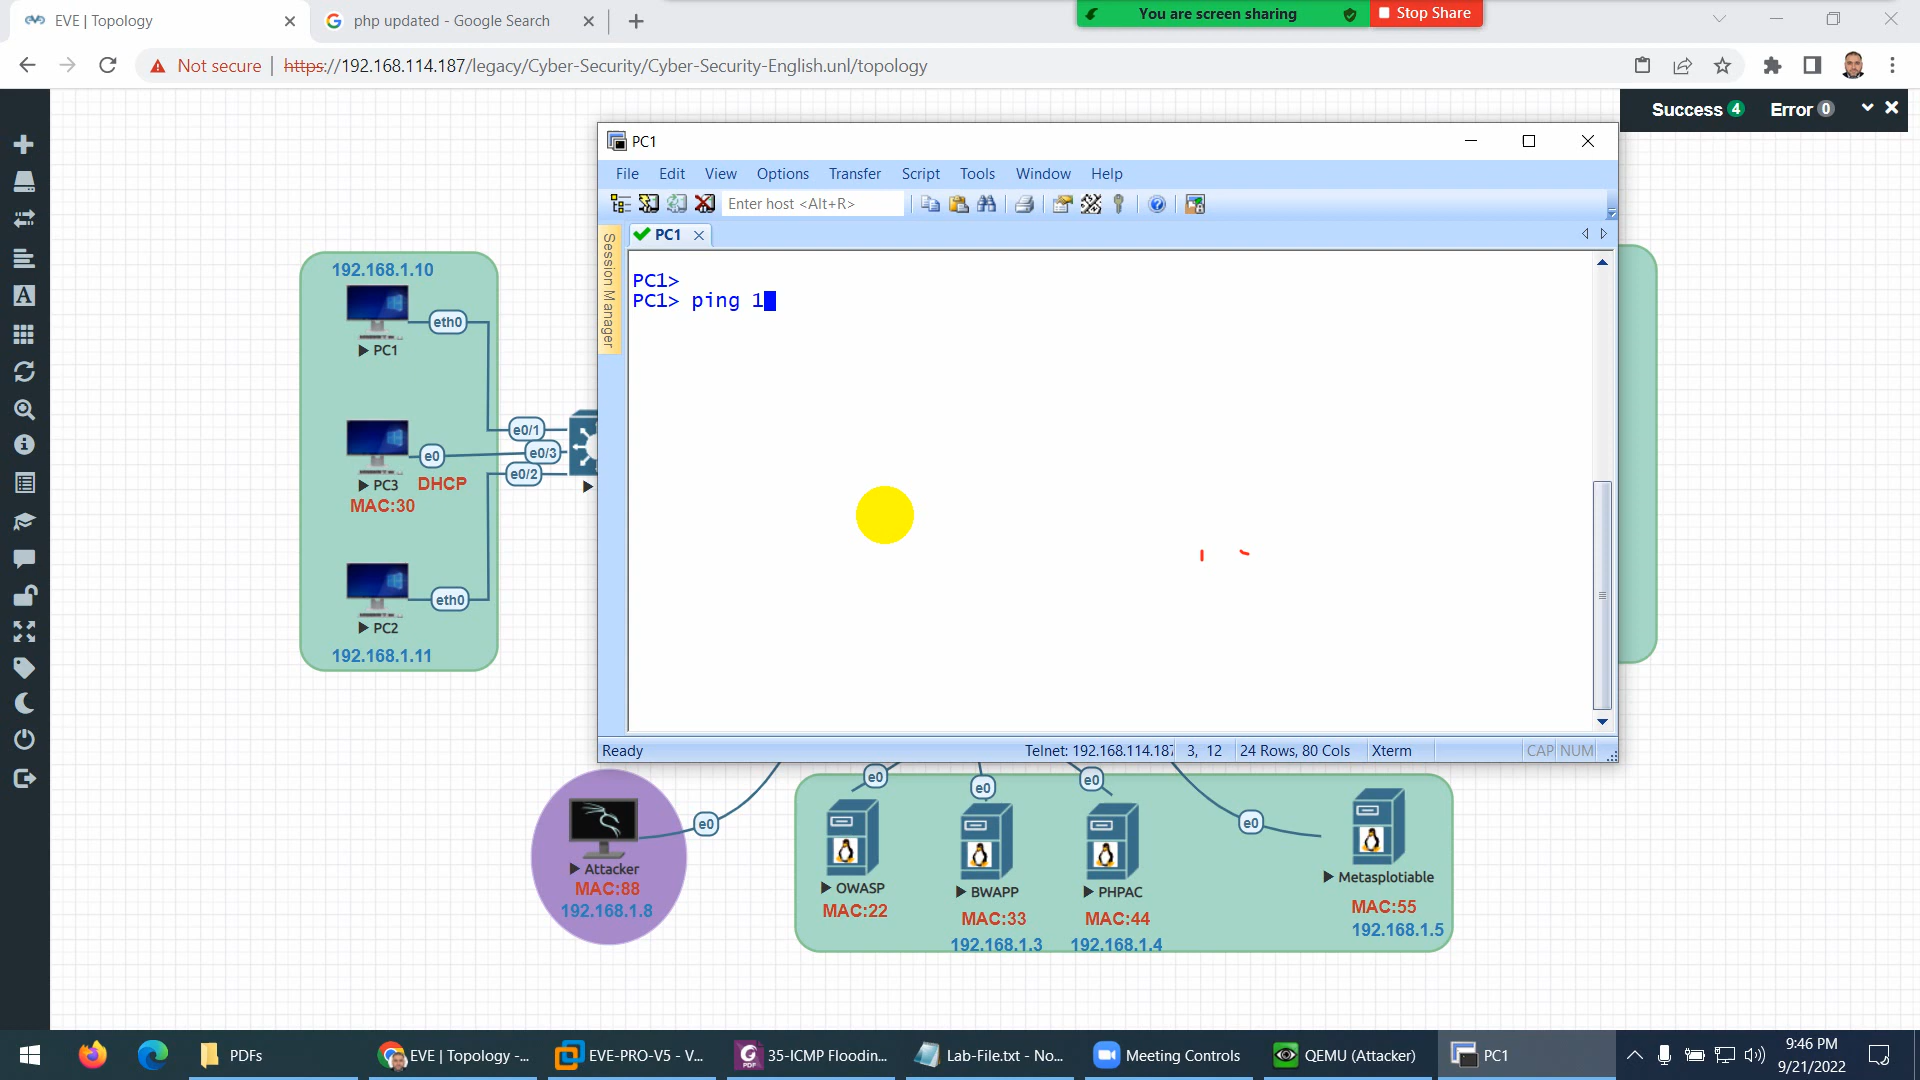 EVE | Topology
php updated - Google Search
You are screen sharing
Stop Share
Not secure
https://192.168.114.187/legacy/Cyber-Security/Cyber-Security-English.unl/topology
Success 4
Error 0
PC1
File Edit View Options Transfer Script Tools Window Help
Enter host <Alt+R>
Session Manager
PC1
PC1>
PC1> ping 1
Ready
Telnet: 192.168.114.187
3, 12
24 Rows, 80 Cols
Xterm
CAP NUM
192.168.1.10
eth0
PC1
e0/1
e0
e0/3
e0/2
PC3
DHCP
MAC:30
eth0
PC2
192.168.1.11
e0
e0
e0
e0
e0
Attacker
MAC:88
192.168.1.8
OWASP
MAC:22
BWAPP
MAC:33
192.168.1.3
PHPAC
MAC:44
192.168.1.4
Metasplotiable
MAC:55
192.168.1.5
PDFs
EVE | Topology -...
EVE-PRO-V5 - V...
PDF
35-ICMP Floodin...
Lab-File.txt - No...
Meeting Controls
QEMU (Attacker)
PC1
9:46 PM
9/21/2022